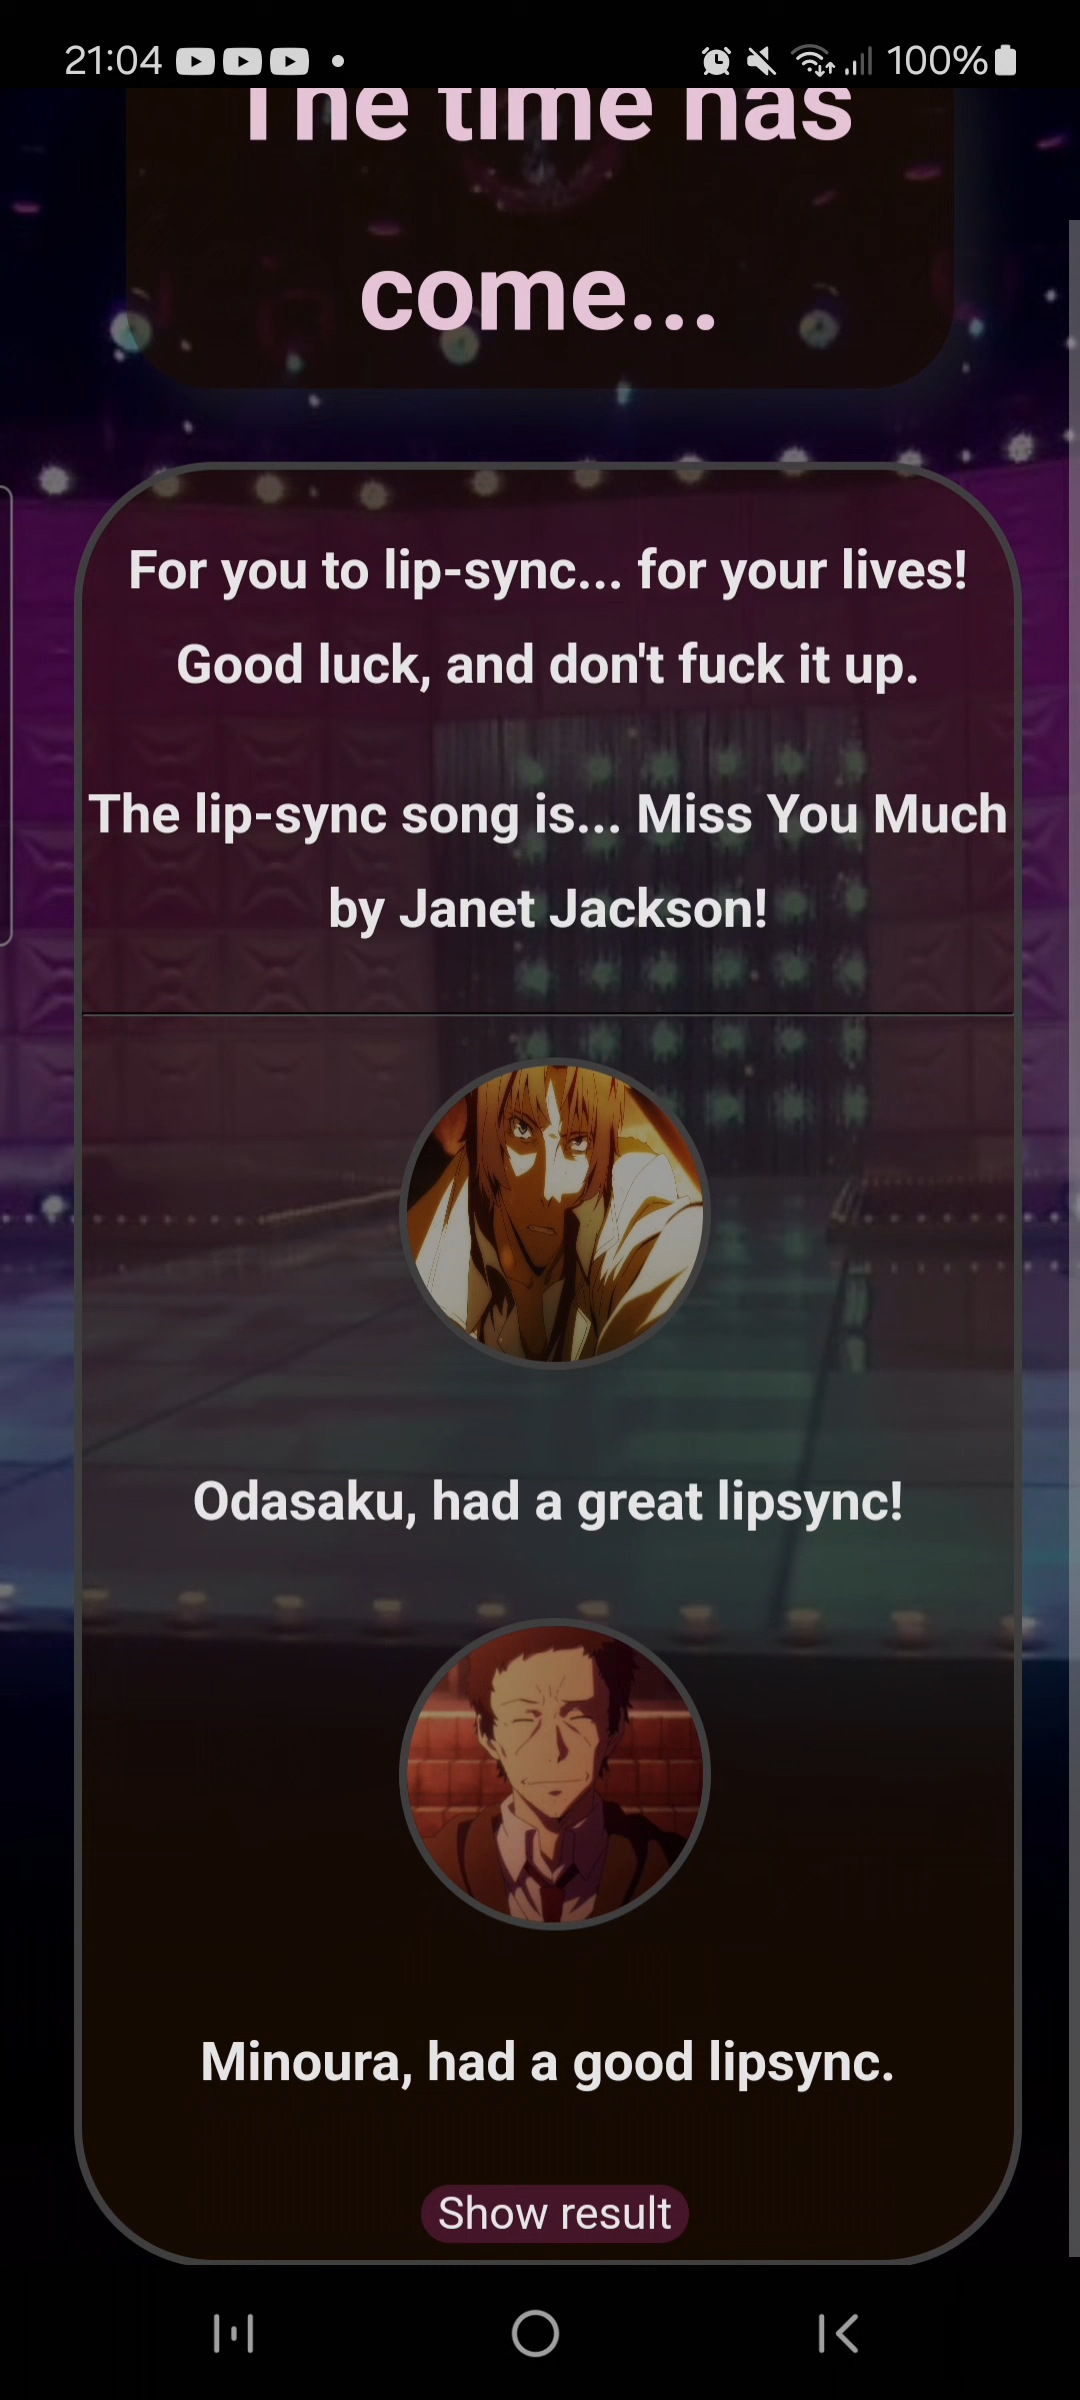 21:04
100%
The time has
come...
For you to lip-sync... for your lives!
Good luck, and don't fuck it up.
The lip-sync song is... Miss You Much
by Janet Jackson!
Odasaku, had a great lipsync!
Minoura, had a good lipsync.
Show result